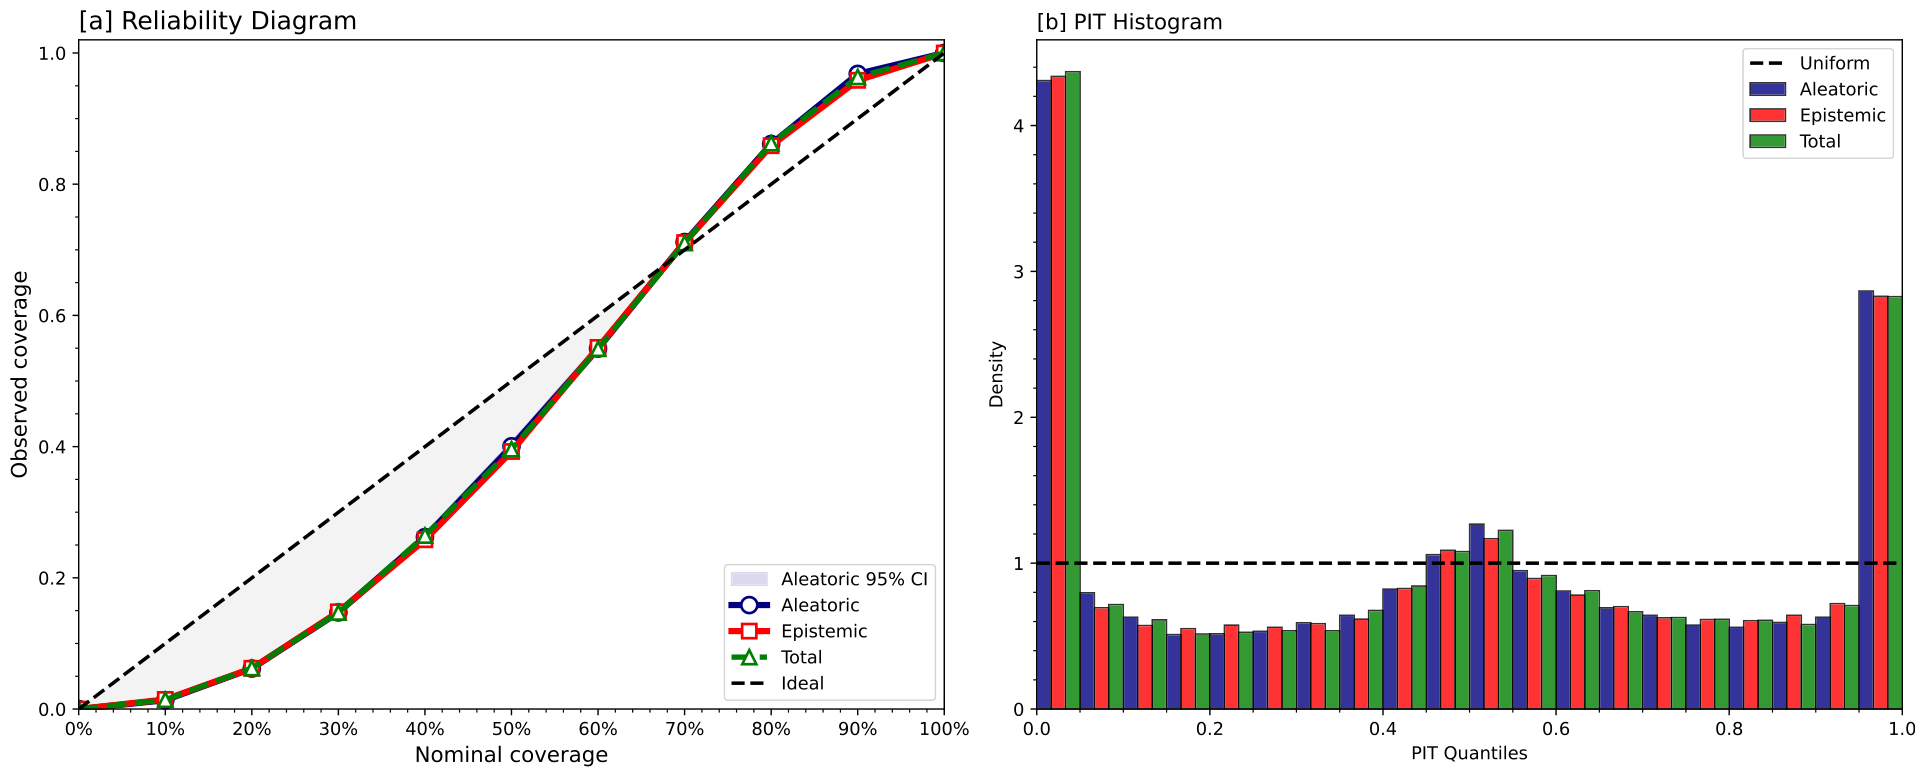 [a] Reliability Diagram
Observed coverage
1.0
0.8
0.6
0.4
0.2
0.0
0%
10%
20%
30%
40%
50%
60%
70%
80%
90%
100%
Nominal coverage
Aleatoric 95% CI
Aleatoric
Epistemic
Total
Ideal
[b] PIT Histogram
Density
4
3
2
1
0
0.0
0.2
0.4
0.6
0.8
1.0
PIT Quantiles
Uniform
Aleatoric
Epistemic
Total